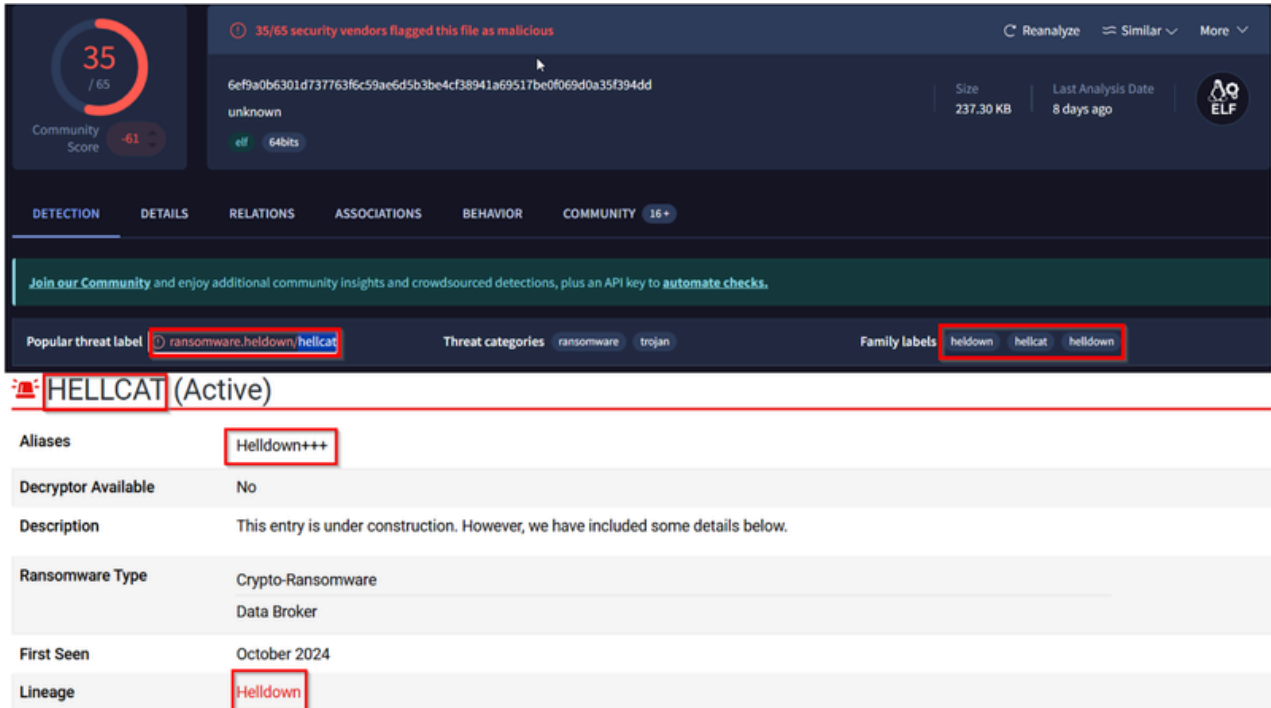 35/65 security vendors flagged this file as malicious
Reanalyze Similar More
35
/ 65
Community
Score
-61
6ef9a0b6301d737763f6c59ae6d5b3be4cf38941a69517be0f069d0a35f394dd
unknown
elf 64bits
Size
237.30 KB
Last Analysis Date
8 days ago
ELF
DETECTION DETAILS RELATIONS ASSOCIATIONS BEHAVIOR COMMUNITY 16+
Join our Community and enjoy additional community insights and crowdsourced detections, plus an API key to automate checks.
Popular threat label ransomware.heldown/hellcat Threat categories ransomware trojan Family labels heldown hellcat helldown
HELLCAT (Active)
Aliases Helldown+++
Decryptor Available No
Description This entry is under construction. However, we have included some details below.
Ransomware Type Crypto-Ransomware
Data Broker
First Seen October 2024
Lineage Helldown